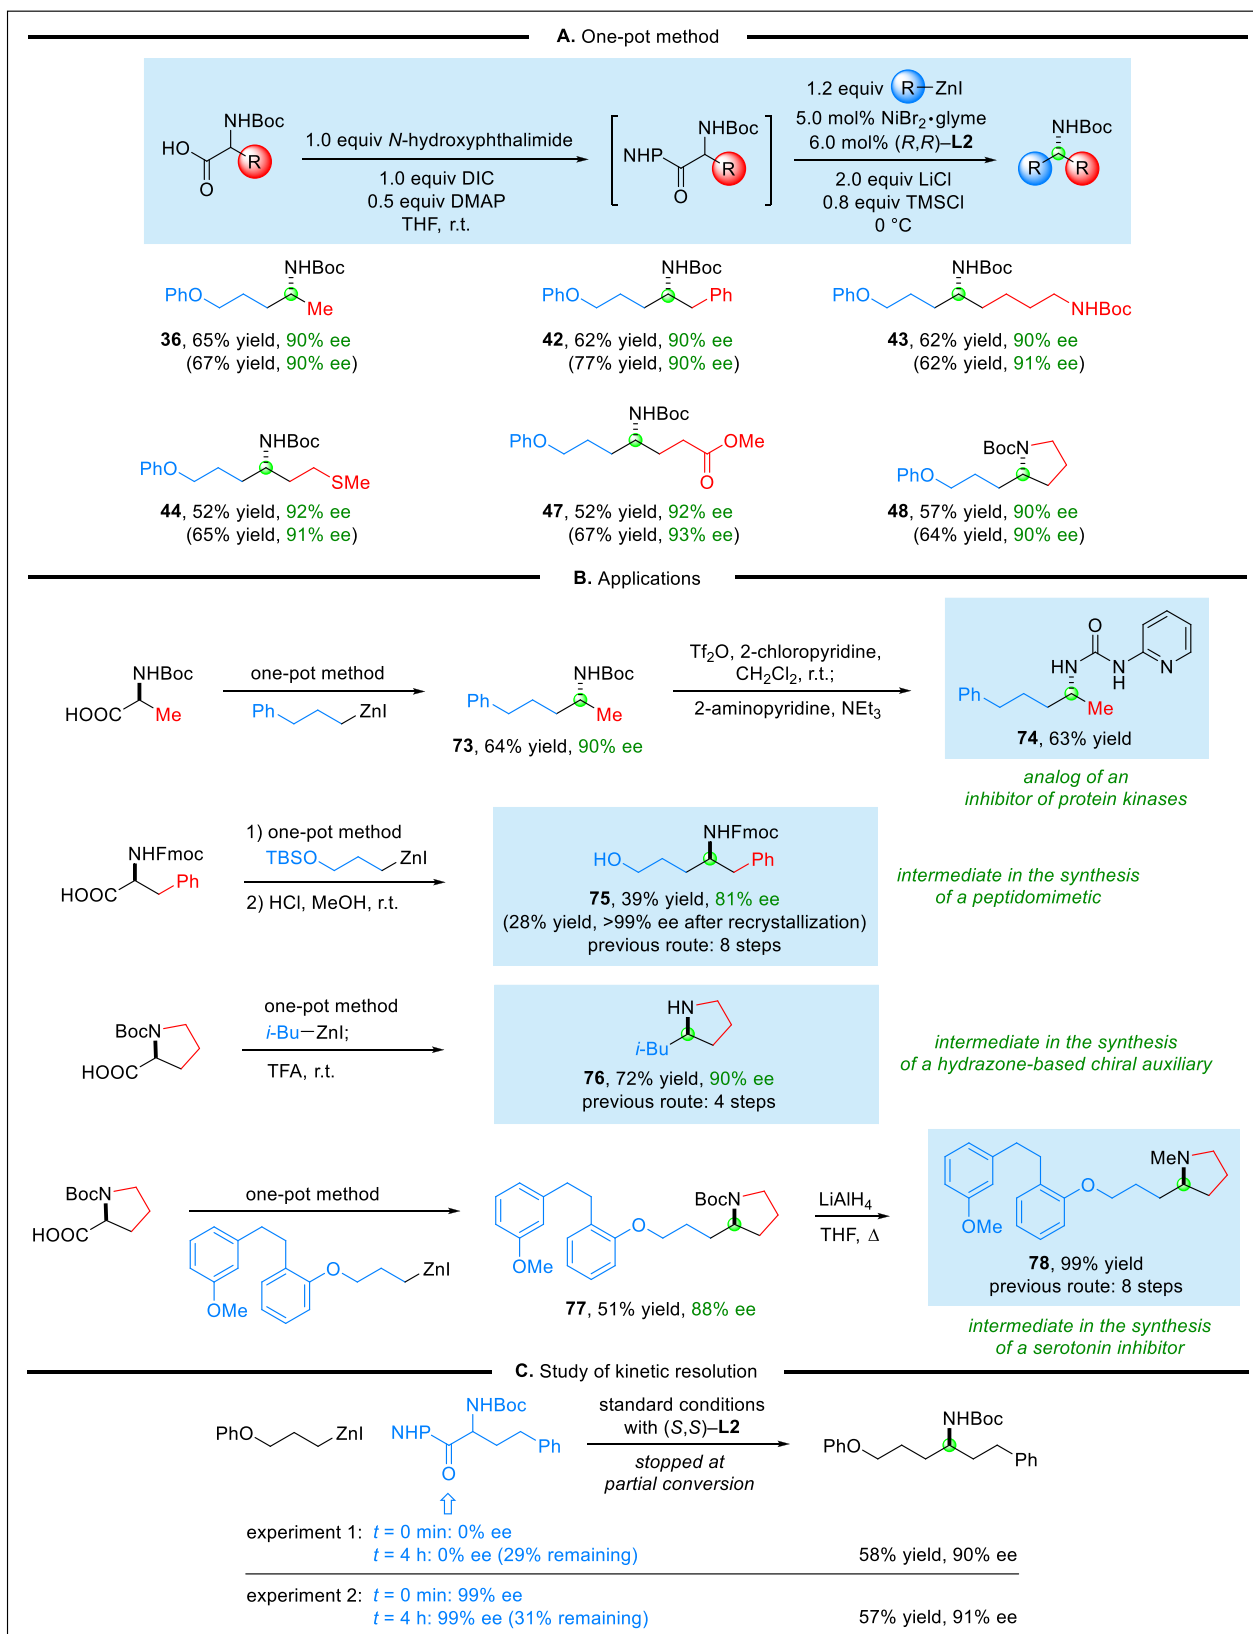 A. One-pot method
NHBoc
HO
O
R
1.0 equiv N-hydroxyphthalimide
1.0 equiv DIC
0.5 equiv DMAP
THF, r.t.
NHBoc
NHP
O
R
1.2 equiv R–ZnI
5.0 mol% NiBr2•glyme
6.0 mol% (R,R)–L2
2.0 equiv LiCl
0.8 equiv TMSCl
0 °C
NHBoc
R R
NHBoc
PhO
Me
36, 65% yield, 90% ee
(67% yield, 90% ee)
NHBoc
PhO
Ph
42, 62% yield, 90% ee
(77% yield, 90% ee)
NHBoc
PhO
NHBoc
43, 62% yield, 90% ee
(62% yield, 91% ee)
NHBoc
PhO
SMe
44, 52% yield, 92% ee
(65% yield, 91% ee)
NHBoc
PhO
OMe
O
47, 52% yield, 92% ee
(67% yield, 93% ee)
BocN
PhO
48, 57% yield, 90% ee
(64% yield, 90% ee)
B. Applications
NHBoc
HOOC
Me
one-pot method
Ph
ZnI
NHBoc
Ph
Me
73, 64% yield, 90% ee
Tf2O, 2-chloropyridine,
CH2Cl2, r.t.;
2-aminopyridine, NEt3
O
HN
N
H
N
Ph
Me
74, 63% yield
analog of an
inhibitor of protein kinases
NHFmoc
HOOC
Ph
1) one-pot method
TBSO
ZnI
2) HCl, MeOH, r.t.
NHFmoc
HO
Ph
75, 39% yield, 81% ee
(28% yield, >99% ee after recrystallization)
previous route: 8 steps
intermediate in the synthesis
of a peptidomimetic
BocN
HOOC
one-pot method
i-Bu–ZnI;
TFA, r.t.
HN
i-Bu
76, 72% yield, 90% ee
previous route: 4 steps
intermediate in the synthesis
of a hydrazone-based chiral auxiliary
BocN
HOOC
one-pot method
O
ZnI
OMe
BocN
O
OMe
77, 51% yield, 88% ee
LiAlH4
THF, Δ
MeN
O
OMe
78, 99% yield
previous route: 8 steps
intermediate in the synthesis
of a serotonin inhibitor
C. Study of kinetic resolution
PhO
ZnI
NHBoc
NHP
O
Ph
standard conditions
with (S,S)–L2
stopped at
partial conversion
NHBoc
PhO
Ph
experiment 1: t = 0 min: 0% ee
t = 4 h: 0% ee (29% remaining)
58% yield, 90% ee
experiment 2: t = 0 min: 99% ee
t = 4 h: 99% ee (31% remaining)
57% yield, 91% ee